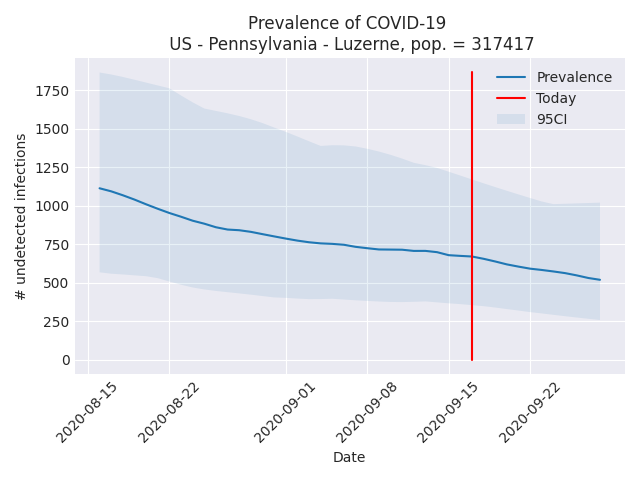 Prevalence of COVID-19
US - Pennsylvania - Luzerne, pop. = 317417
# undetected infections
1750
1500
1250
1000
750
500
250
0
Prevalence
Today
95CI
2020-08-15
2020-08-22
2020-09-01
2020-09-08
2020-09-15
2020-09-22
Date